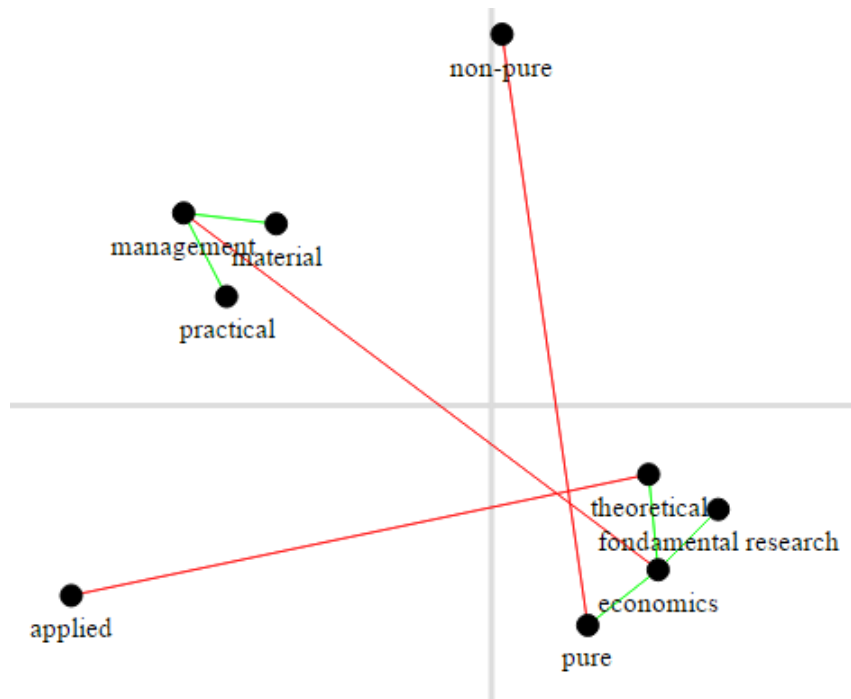 non-pure
management
material
practical
theoretical
fondamental research
economics
applied
pure